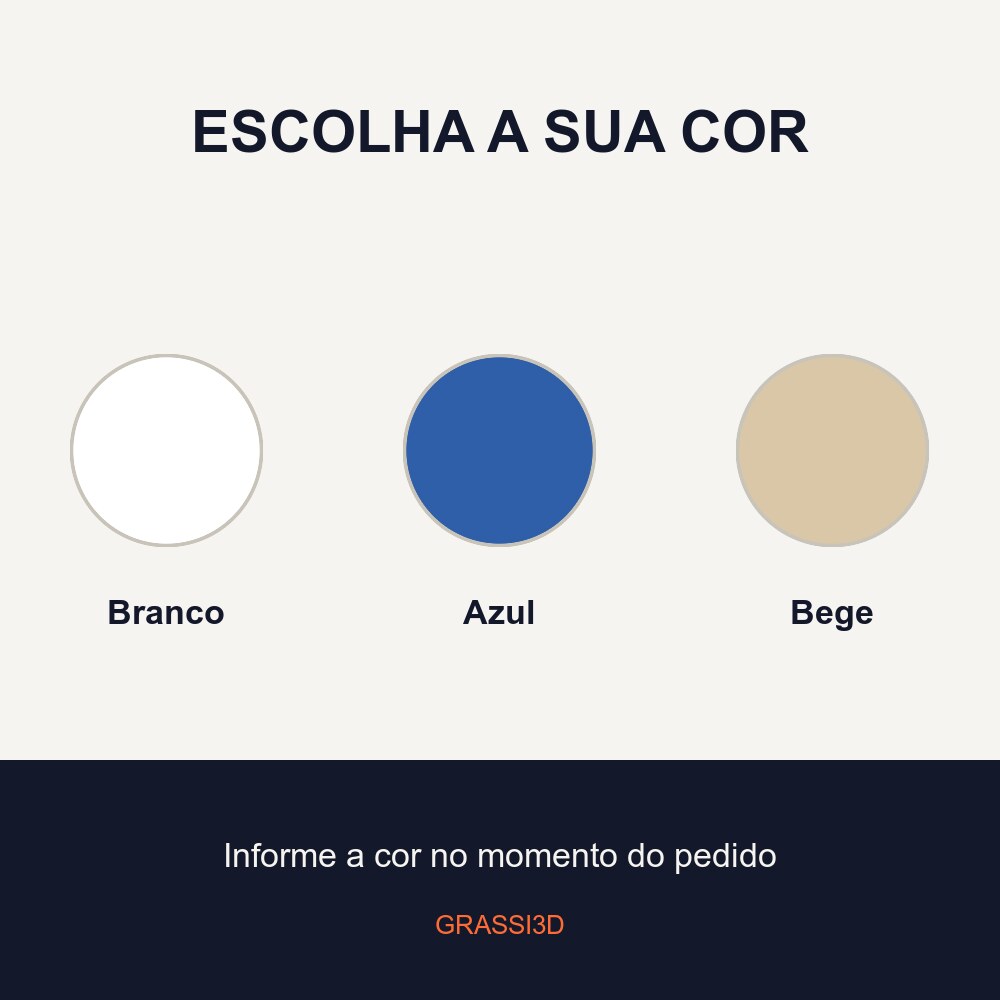 ESCOLHA A SUA COR
Branco
Azul
Bege
Informe a cor no momento do pedido
GRASSI3D